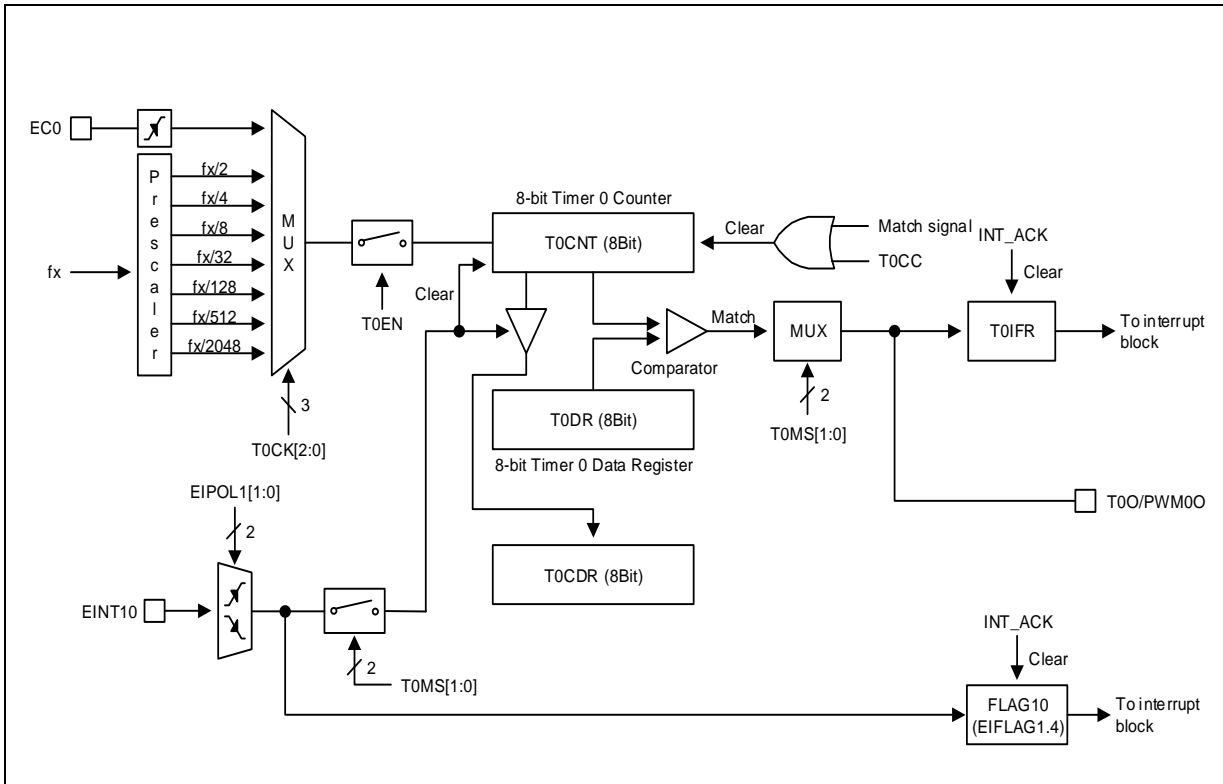 EC0
P
r
e
s
c
a
l
e
r
fx
fx/2
fx/4
fx/8
fx/32
fx/128
fx/512
fx/2048
M
U
X
3
T0CK[2:0]
T0EN
8-bit Timer 0 Counter
T0CNT (8Bit)
Clear
Clear
Match signal
T0CC
Comparator
Match
T0DR (8Bit)
8-bit Timer 0 Data Register
T0CDR (8Bit)
MUX
2
T0MS[1:0]
INT_ACK
Clear
T0IFR
To interrupt
block
T0O/PWM0O
EIPOL1[1:0]
2
EINT10
2
T0MS[1:0]
INT_ACK
Clear
FLAG10
(EIFLAG1.4)
To interrupt
block